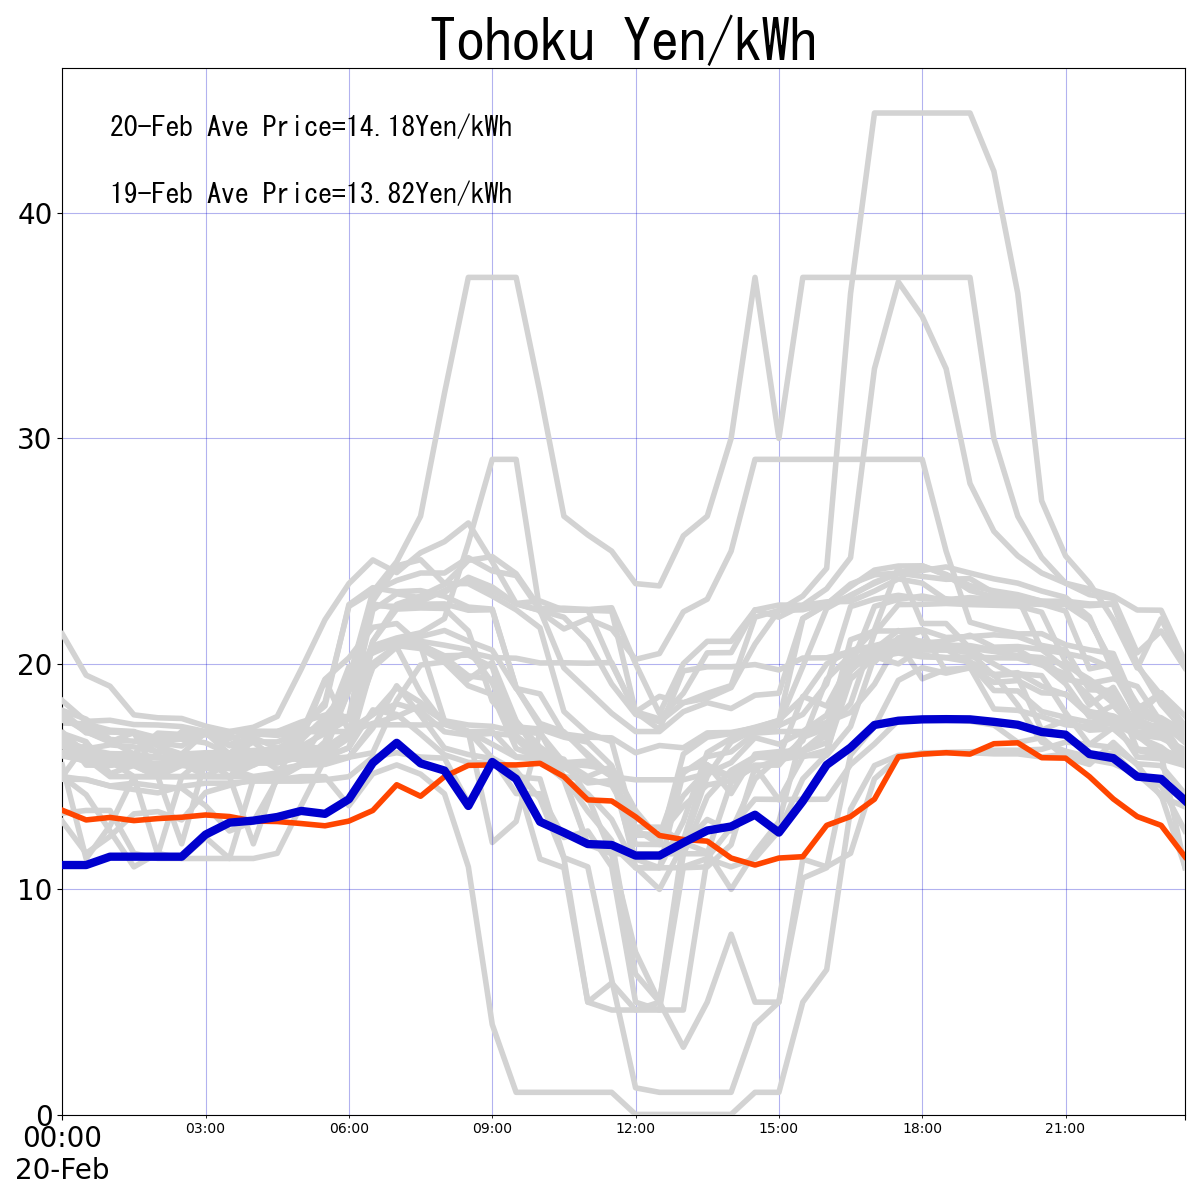 Tohoku Yen/kWh
20-Feb Ave Price=14.18Yen/kWh
19-Feb Ave Price=13.82Yen/kWh
40
30
20
10
0
00:00 03:00 06:00 09:00 12:00 15:00 18:00 21:00
20-Feb